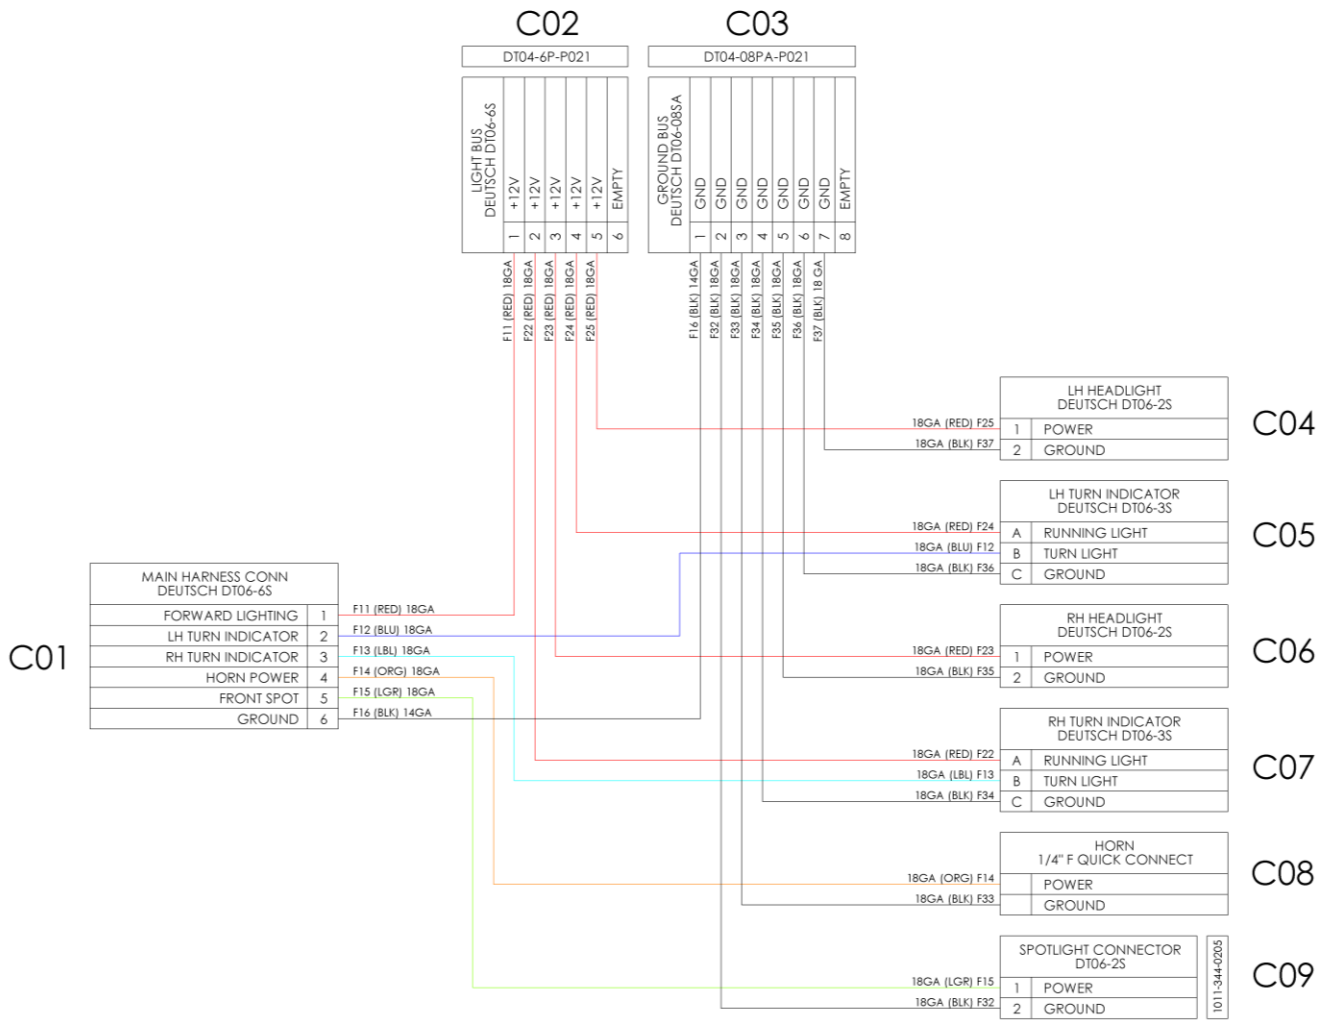 C02
C03
DT04-6P-P021
DT04-08PA-P021
LIGHT BUS
DEUTSCH DT06-6S
1 +12V
2 +12V
3 +12V
4 +12V
5 +12V
6 EMPTY
GROUND BUS
DEUTSCH DT06-08SA
1 GND
2 GND
3 GND
4 GND
5 GND
6 GND
7 GND
8 EMPTY
F11 (RED) 18GA
F22 (RED) 18GA
F23 (RED) 18GA
F24 (RED) 18GA
F25 (RED) 18GA
F16 (BLK) 14GA
F32 (BLK) 18GA
F33 (BLK) 18GA
F34 (BLK) 18GA
F35 (BLK) 18GA
F36 (BLK) 18GA
F37 (BLK) 18 GA
C01
MAIN HARNESS CONN
DEUTSCH DT06-6S
FORWARD LIGHTING 1 F11 (RED) 18GA
LH TURN INDICATOR 2 F12 (BLU) 18GA
RH TURN INDICATOR 3 F13 (LBL) 18GA
HORN POWER 4 F14 (ORG) 18GA
FRONT SPOT 5 F15 (LGR) 18GA
GROUND 6 F16 (BLK) 14GA
LH HEADLIGHT
DEUTSCH DT06-2S
18GA (RED) F25 1 POWER
18GA (BLK) F37 2 GROUND
C04
LH TURN INDICATOR
DEUTSCH DT06-3S
18GA (RED) F24 A RUNNING LIGHT
18GA (BLU) F12 B TURN LIGHT
18GA (BLK) F36 C GROUND
C05
RH HEADLIGHT
DEUTSCH DT06-2S
18GA (RED) F23 1 POWER
18GA (BLK) F35 2 GROUND
C06
RH TURN INDICATOR
DEUTSCH DT06-3S
18GA (RED) F22 A RUNNING LIGHT
18GA (LBL) F13 B TURN LIGHT
18GA (BLK) F34 C GROUND
C07
HORN
1/4" F QUICK CONNECT
18GA (ORG) F14 POWER
18GA (BLK) F33 GROUND
C08
SPOTLIGHT CONNECTOR
DT06-2S
18GA (LGR) F15 1 POWER
18GA (BLK) F32 2 GROUND
1011-344-0205
C09